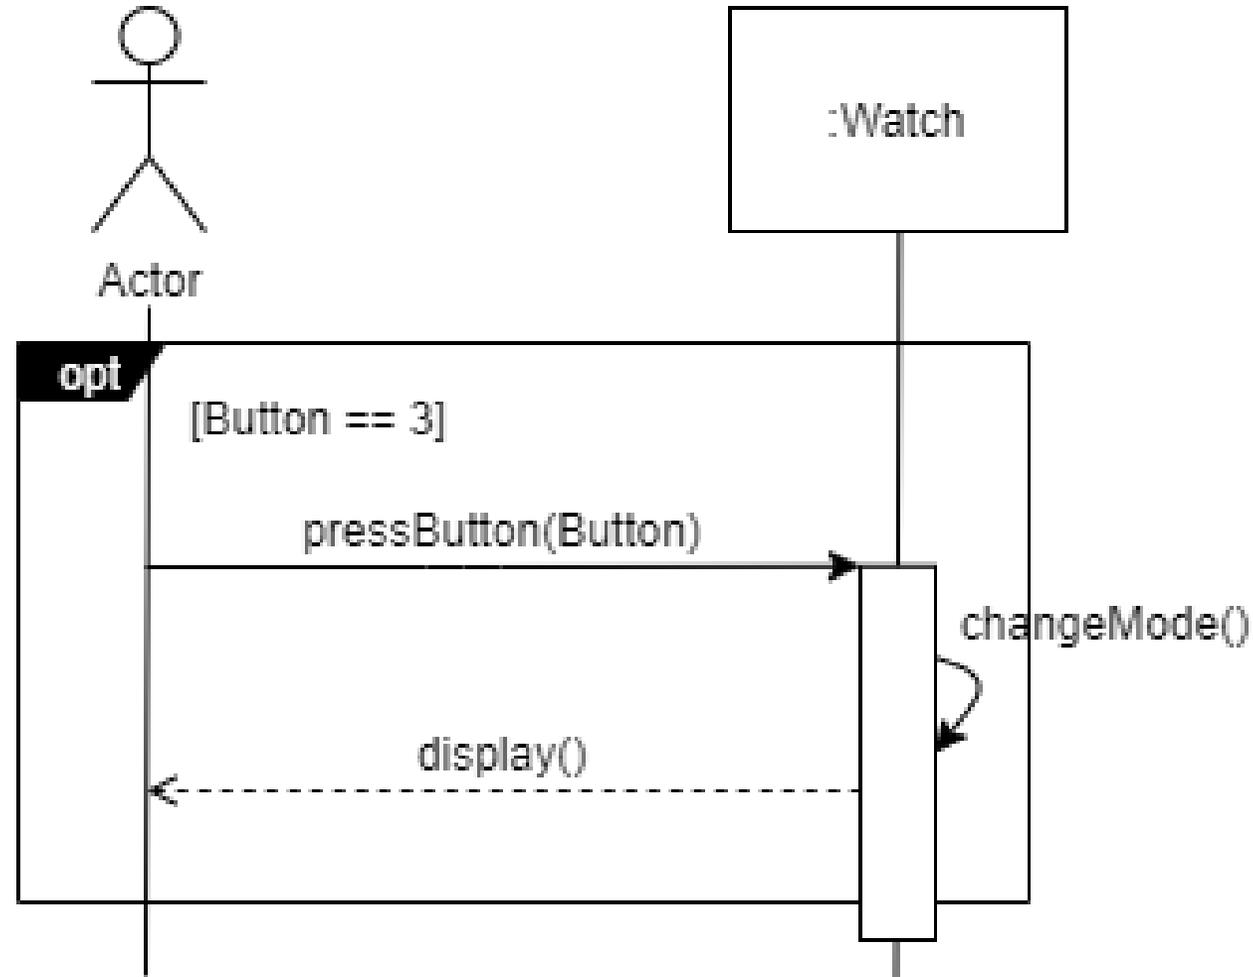 :Watch
Actor
opt
[Button == 3]
pressButton(Button)
changeMode()
display()